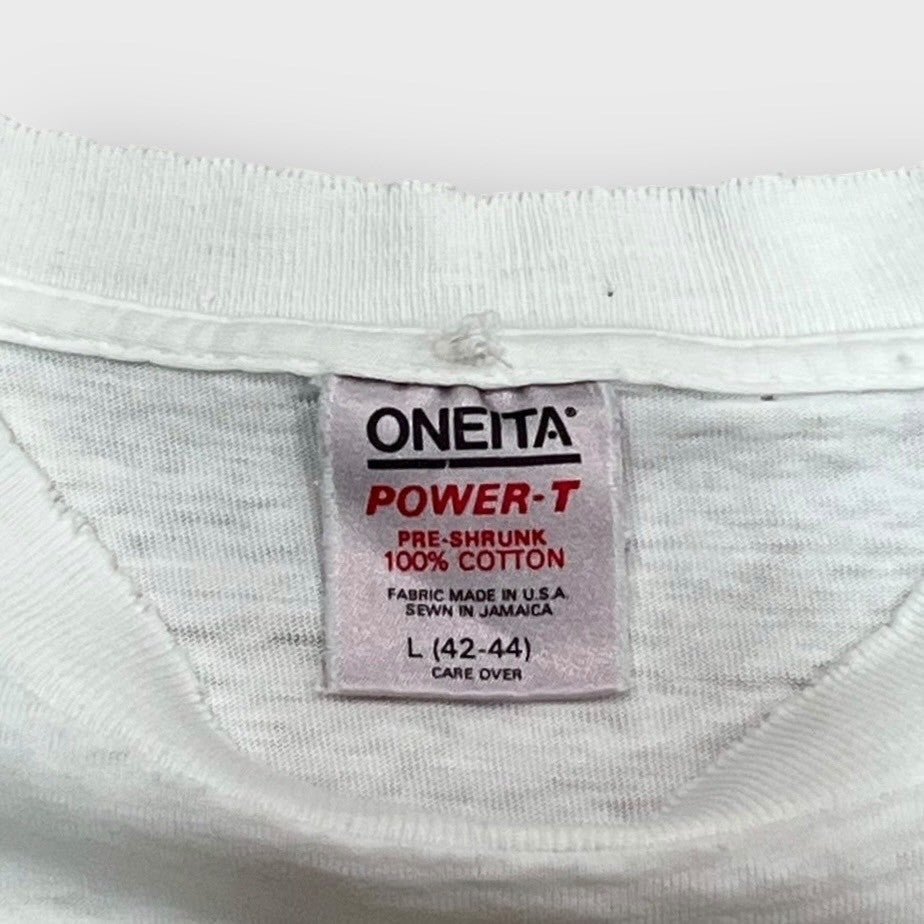 ONEITA®
POWER-T
PRE-SHRUNK
100% COTTON
FABRIC MADE IN U.S.A.
SEWN IN JAMAICA
L (42-44)
CARE OVER